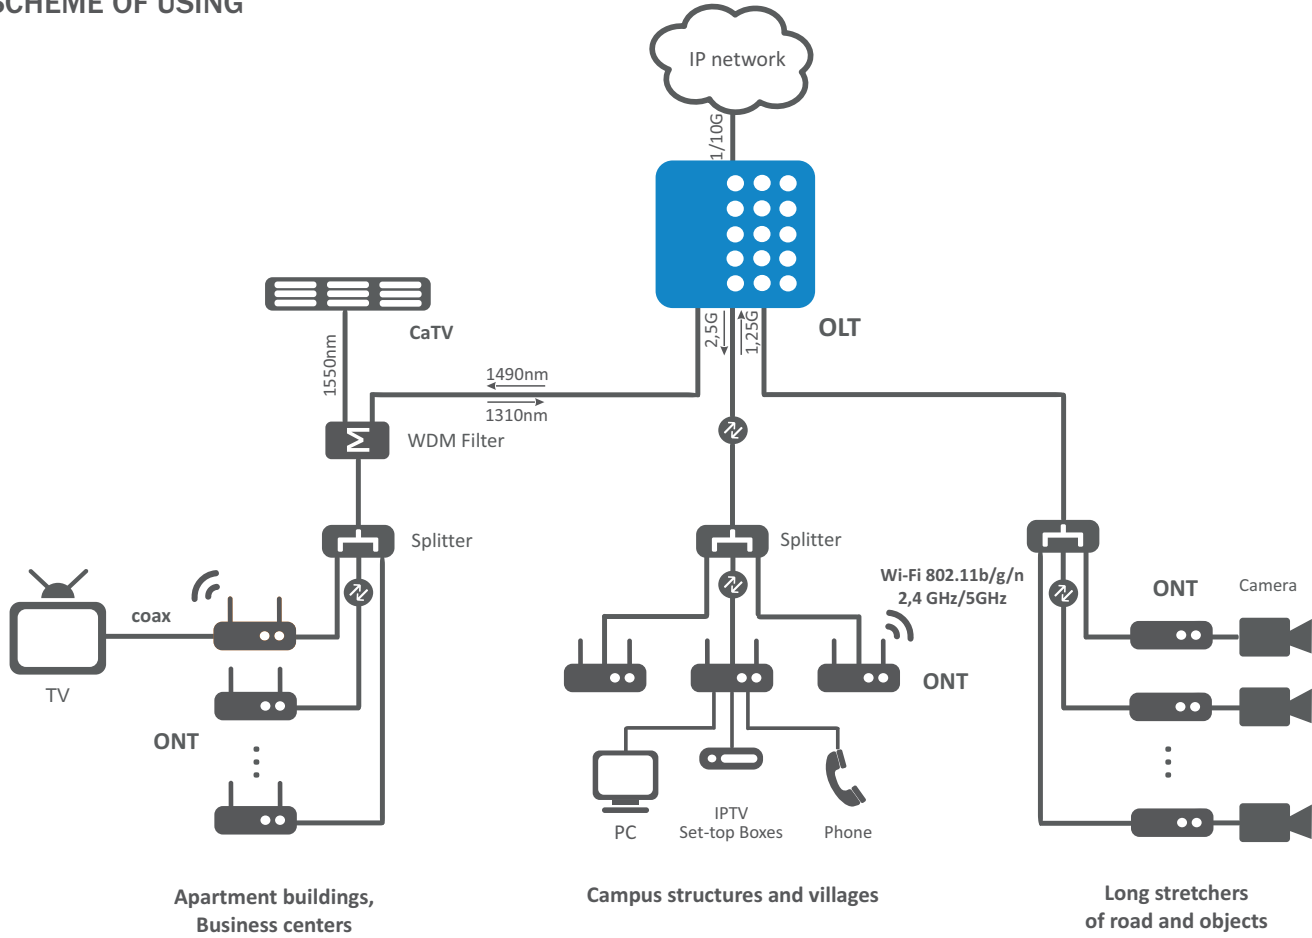 SCHEME OF USING
IP network
1/10G
OLT
2,5G
1,25G
CaTV
1550nm
1490nm
1310nm
WDM Filter
Splitter
Splitter
Wi-Fi 802.11b/g/n
2,4 GHz/5GHz
ONT
Camera
coax
TV
ONT
ONT
PC
IPTV
Set-top Boxes
Phone
Apartment buildings,
Business centers
Campus structures and villages
Long stretchers
of road and objects